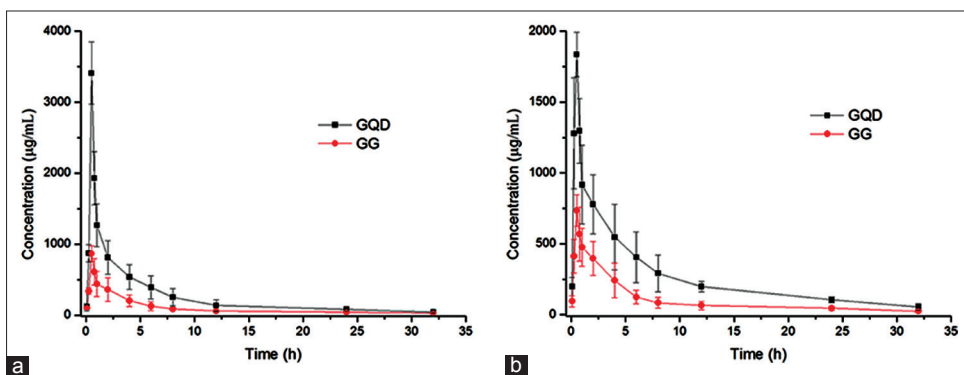 4000
3000
2000
1000
0
Concentration (µg/mL)
GQD
GG
0 5 10 15 20 25 30 35
Time (h)
a
2000
1500
1000
500
0
Concentration (µg/mL)
GQD
GG
0 5 10 15 20 25 30 35
Time (h)
b